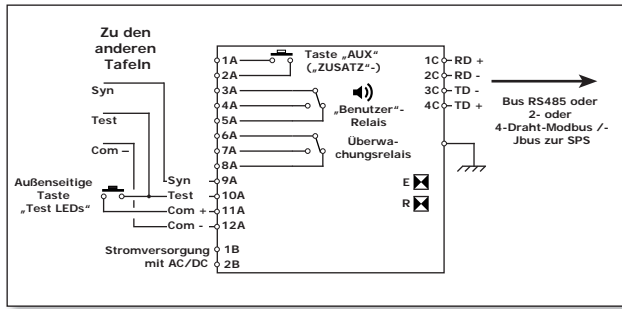 Zu den
anderen
Tafeln
Syn
Test
Com –
Außenseitige
Taste
„Test LEDs“
Syn
Test
Com +
Com -
Stromversorgung
mit AC/DC
1A
2A
3A
4A
5A
6A
7A
8A
9A
10A
11A
12A
1B
2B
Taste „AUX“
(„ZUSATZ“-)
„Benutzer“-
Relais
Überwa-
chungsrelais
E
R
1C RD +
2C RD -
3C TD -
4C TD +
Bus RS485 oder
2- oder
4-Draht-Modbus /-
Jbus zur SPS